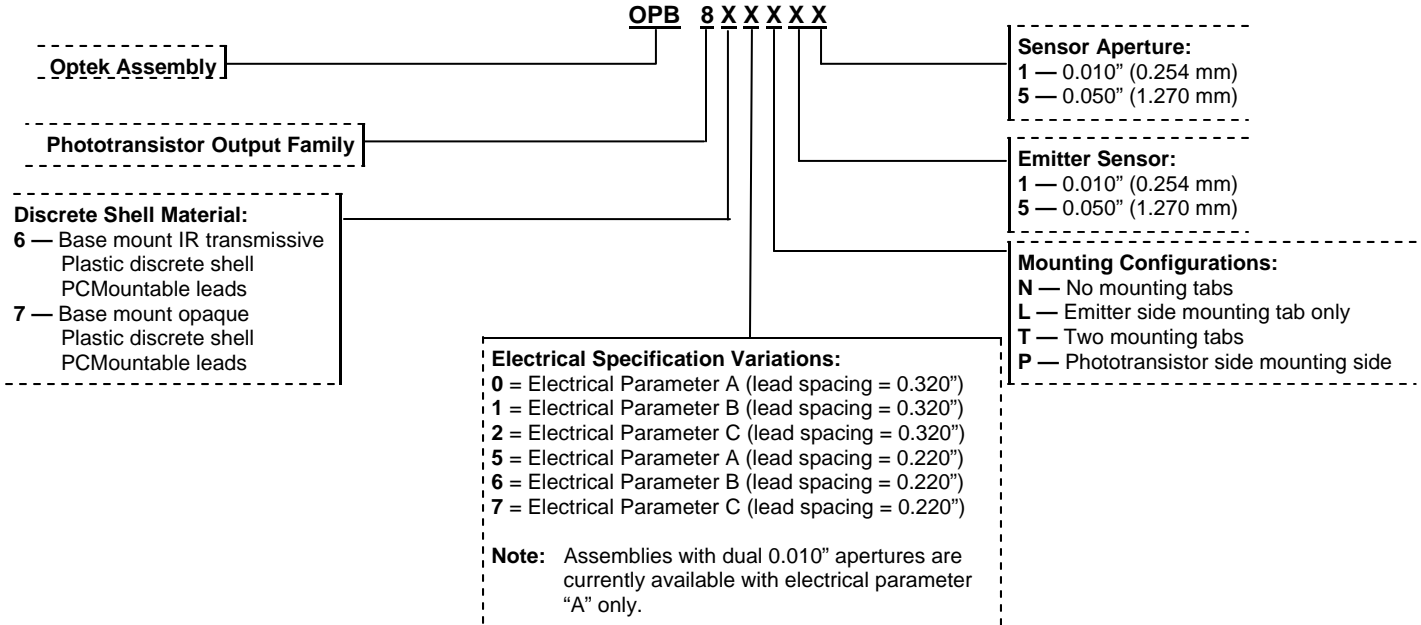 OPB 8 X X X X X
Optek Assembly
Phototransistor Output Family
Discrete Shell Material:
6 — Base mount IR transmissive
Plastic discrete shell
PCMountable leads
7 — Base mount opaque
Plastic discrete shell
PCMountable leads
Electrical Specification Variations:
0 = Electrical Parameter A (lead spacing = 0.320”)
1 = Electrical Parameter B (lead spacing = 0.320”)
2 = Electrical Parameter C (lead spacing = 0.320”)
5 = Electrical Parameter A (lead spacing = 0.220”)
6 = Electrical Parameter B (lead spacing = 0.220”)
7 = Electrical Parameter C (lead spacing = 0.220”)
Note: Assemblies with dual 0.010” apertures are
currently available with electrical parameter
“A” only.
Sensor Aperture:
1 — 0.010” (0.254 mm)
5 — 0.050” (1.270 mm)
Emitter Sensor:
1 — 0.010” (0.254 mm)
5 — 0.050” (1.270 mm)
Mounting Configurations:
N — No mounting tabs
L — Emitter side mounting tab only
T — Two mounting tabs
P — Phototransistor side mounting side